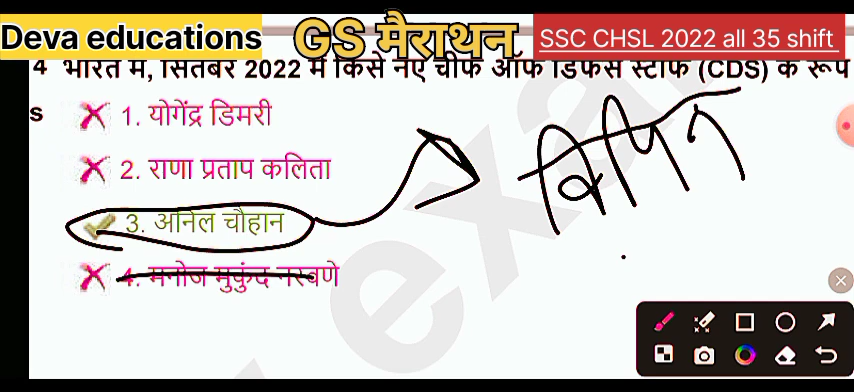 Deva educations GS मैराथन SSC CHSL 2022 all 35 shift
4 भारत में, सितंबर 2022 में किसे नए चीफ ऑफ डिफेंस स्टाफ (CDS) के रूप
s
1. योगेंद्र डिमरी
2. राणा प्रताप कलिता
3. अनिल चौहान
4. मनोज मुकुंद नरवणे
बिपिन